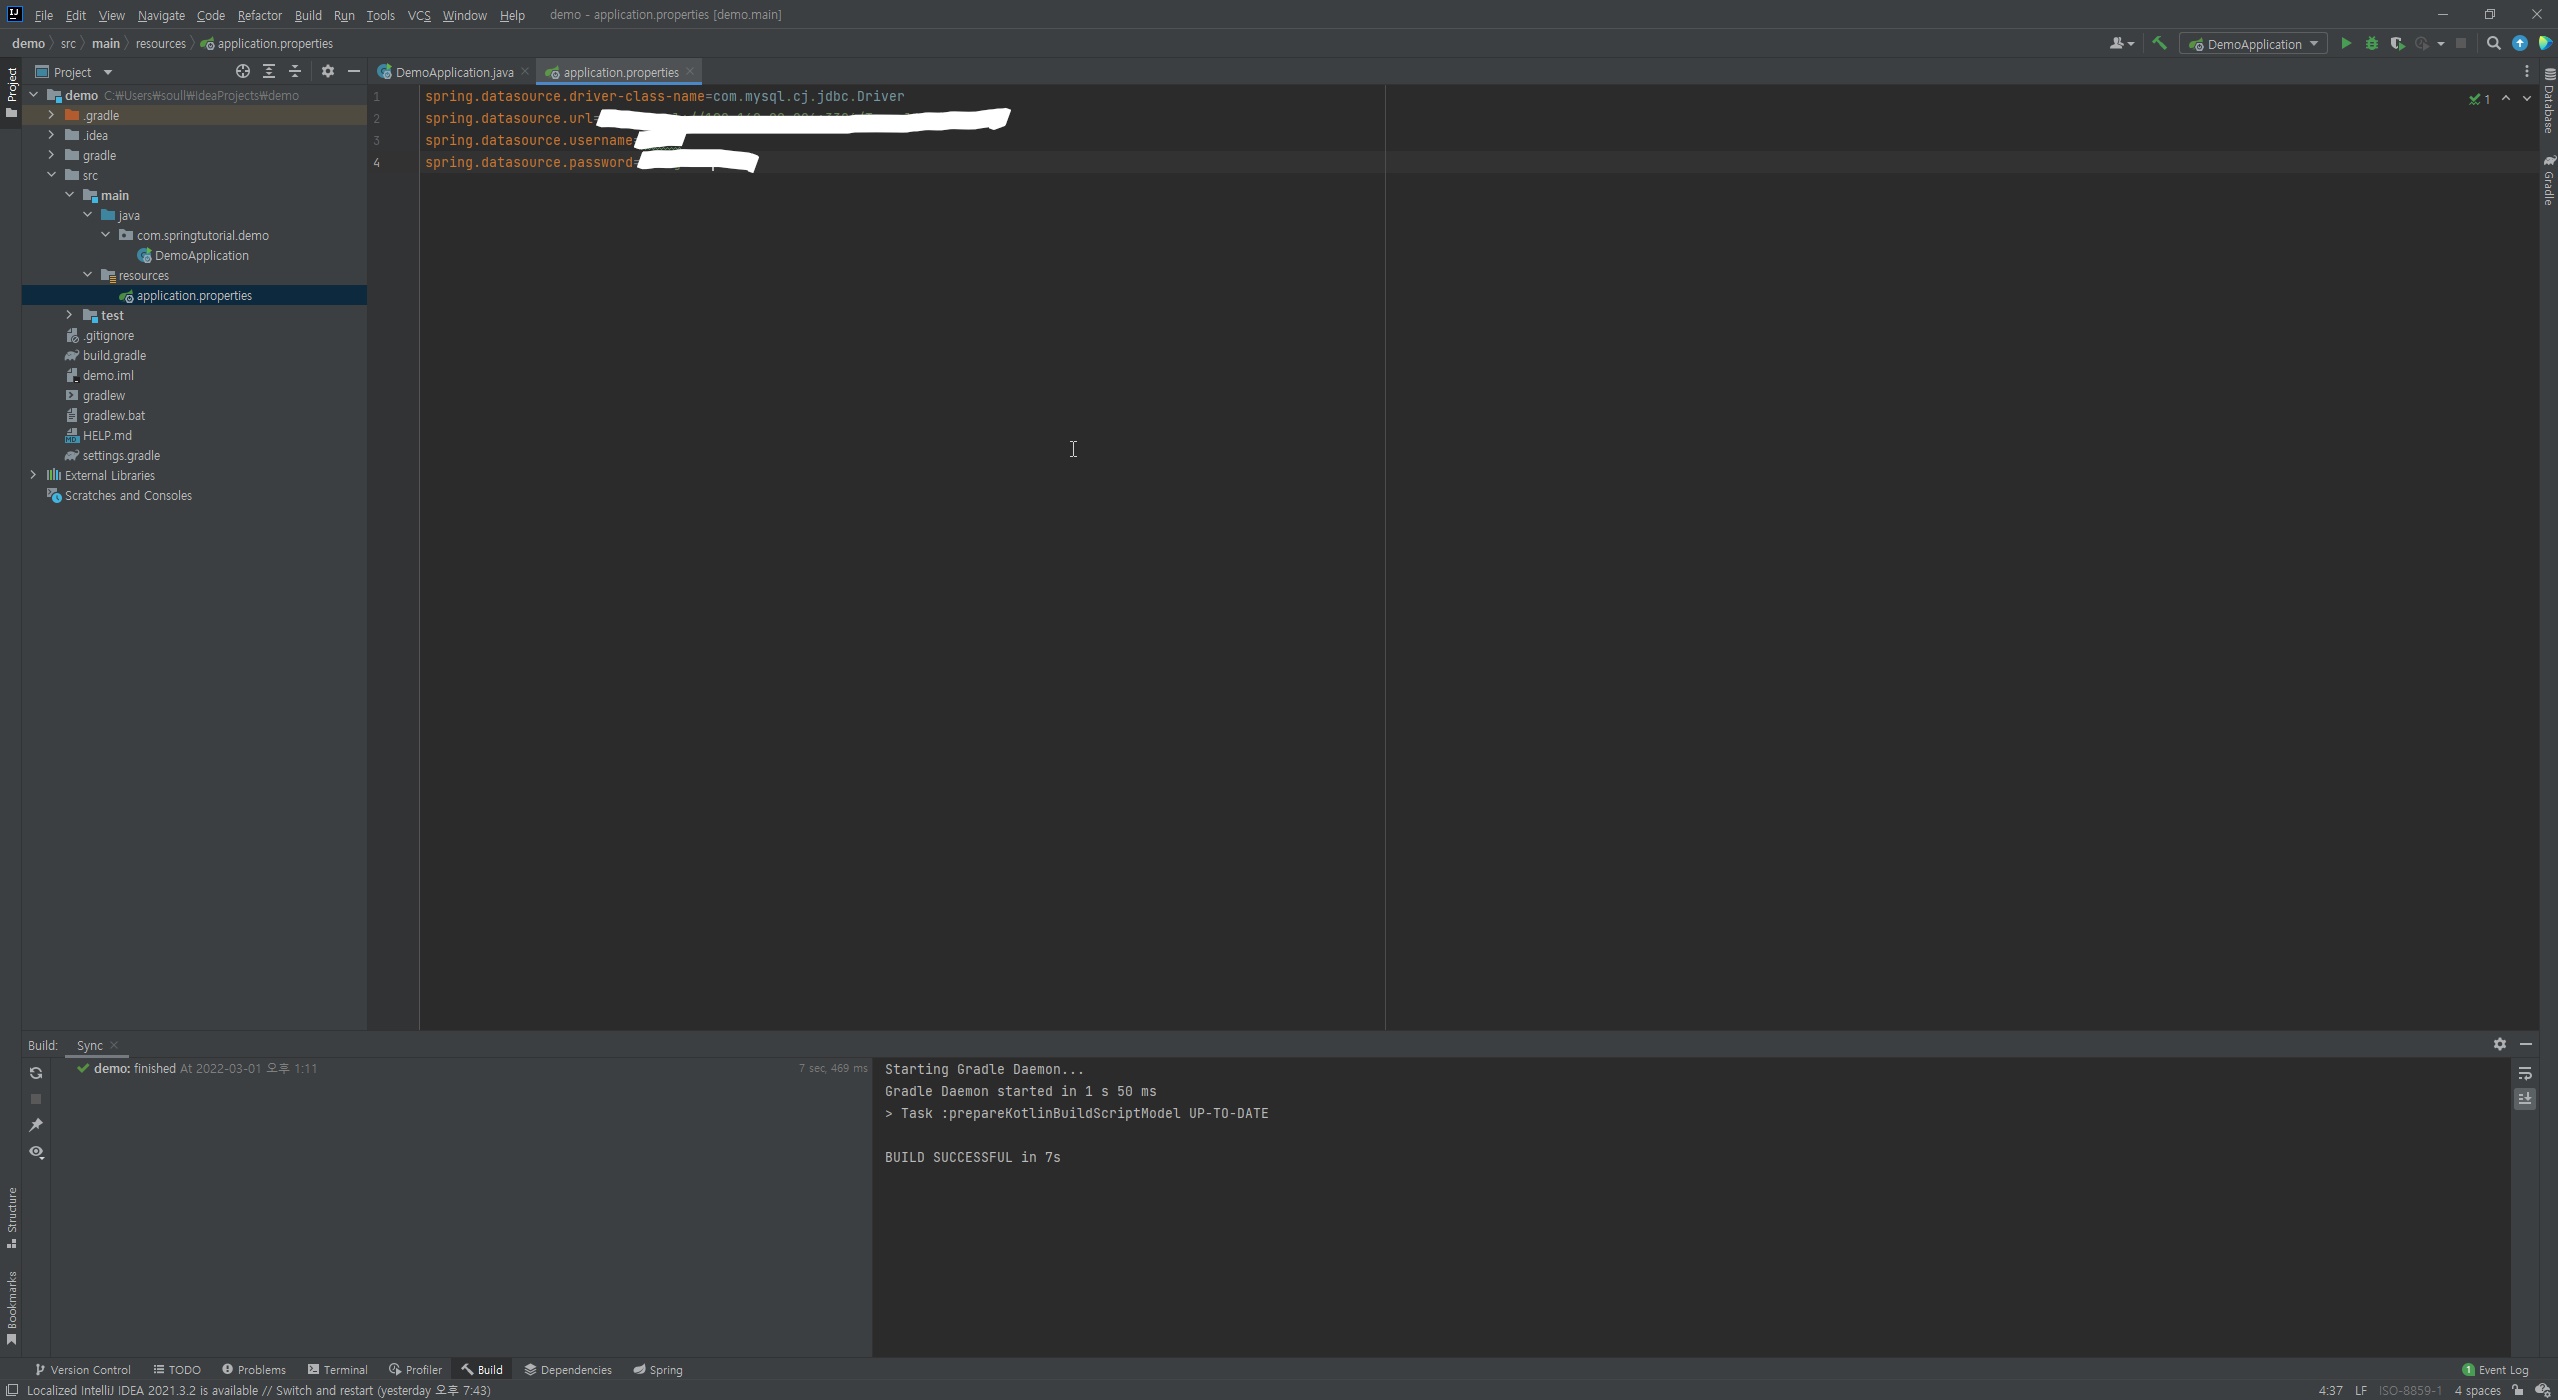 File Edit View Navigate Code Refactor Build Run Tools VCS Window Help demo - application.properties [demo.main]
demo src main resources application.properties
DemoApplication
Project
DemoApplication.java application.properties
demo C:₩Users₩soull₩IdeaProjects₩demo
.gradle
.idea
gradle
src
main
java
com.springtutorial.demo
DemoApplication
resources
application.properties
test
.gitignore
build.gradle
demo.iml
gradlew
gradlew.bat
HELP.md
settings.gradle
External Libraries
Scratches and Consoles
1 spring.datasource.driver-class-name=com.mysql.cj.jdbc.Driver
2 spring.datasource.url=
3 spring.datasource.username=
4 spring.datasource.password=
1
Project
Structure
Bookmarks
Database
Gradle
Build: Sync
demo: finished At 2022-03-01 오후 1:11 7 sec, 469 ms
Starting Gradle Daemon...
Gradle Daemon started in 1 s 50 ms
> Task :prepareKotlinBuildScriptModel UP-TO-DATE
BUILD SUCCESSFUL in 7s
Version Control TODO Problems Terminal Profiler Build Dependencies Spring
1 Event Log
Localized IntelliJ IDEA 2021.3.2 is available // Switch and restart (yesterday 오후 7:43)
4:37 LF ISO-8859-1 4 spaces